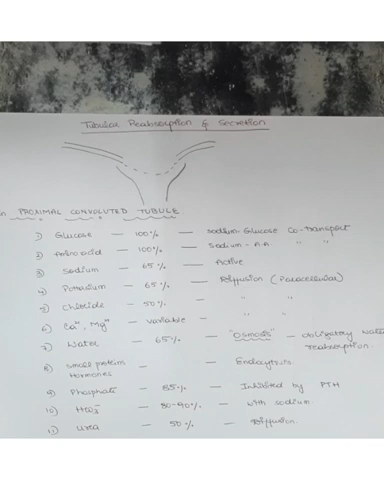 Tubular Reabsorption & Secretion
PROXIMAL CONVOLUTED TUBULE
1) Glucose — 100% — Sodium-Glucose Co-transport
2) Amino acid — 100% — Sodium - A.A. " "
3) Sodium — 65% — Active
4) Potassium — 65% — Diffusion (Paracellular)
5) Chloride — 50% — " "
6) Ca⁺⁺, Mg⁺⁺ — variable — " "
7) Water — 65% — "OSMOSIS" — obligatory
reabsorption.
8) Small proteins — Endocytosis.
Hormones
9) Phosphate — 85% — Inhibited by PTH
10) HCO3⁻ — 80-90% — with sodium
11) Urea — 50% — Diffusion.